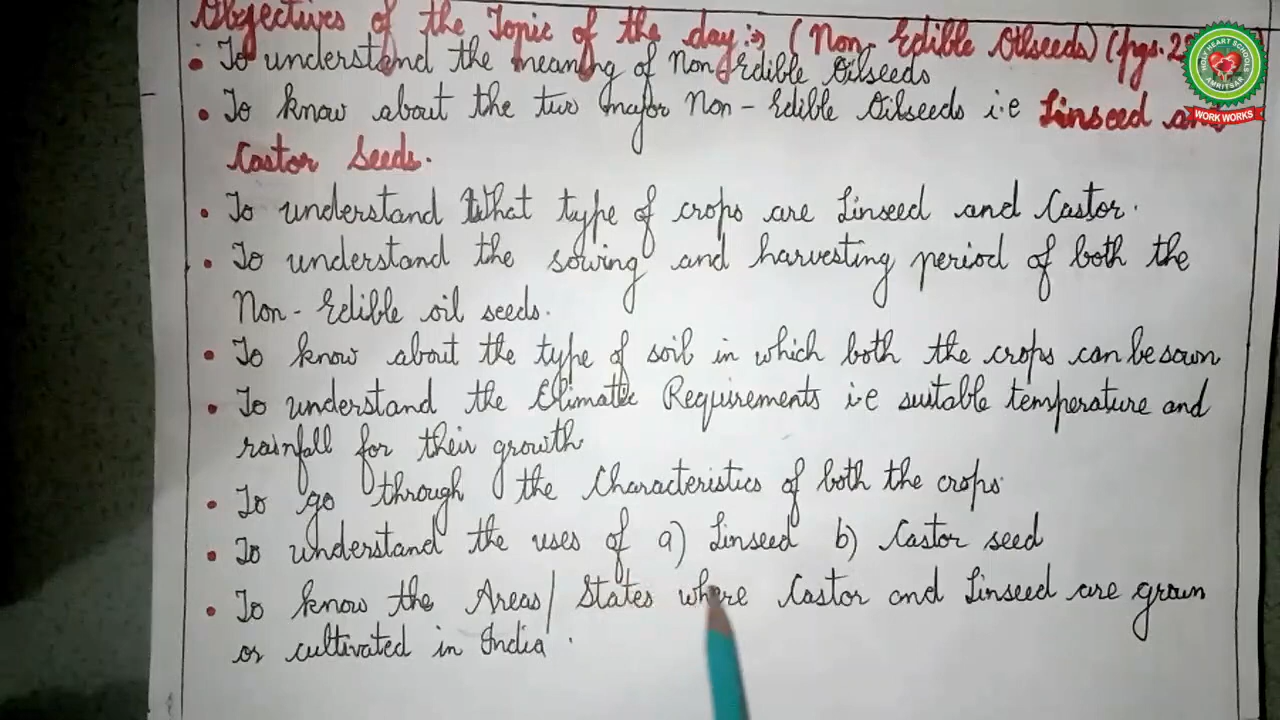 Objectives of the Topic of the day :→ (Non-Edible Oilseeds) (pgs.
• To understand the meaning of Non-Edible Oilseeds
• To know about the two major Non-Edible Oilseeds i.e Linseed and
Castor Seeds.
• To understand What type of crops are Linseed and Castor.
• To understand the sowing and harvesting period of both the
Non-Edible oil seeds.
• To know about the type of soil in which both the crops can be sown
• To understand the Climatic Requirements i.e suitable temperature and
rainfall for their growth
• To go through the Characteristics of both the crops.
• To understand the uses of a) Linseed b) Castor seed
• To know the Areas/States where Castor and Linseed are grown
or cultivated in India.
HOLY HEART SCHOOLS
AMRITSAR
WORK WORKS